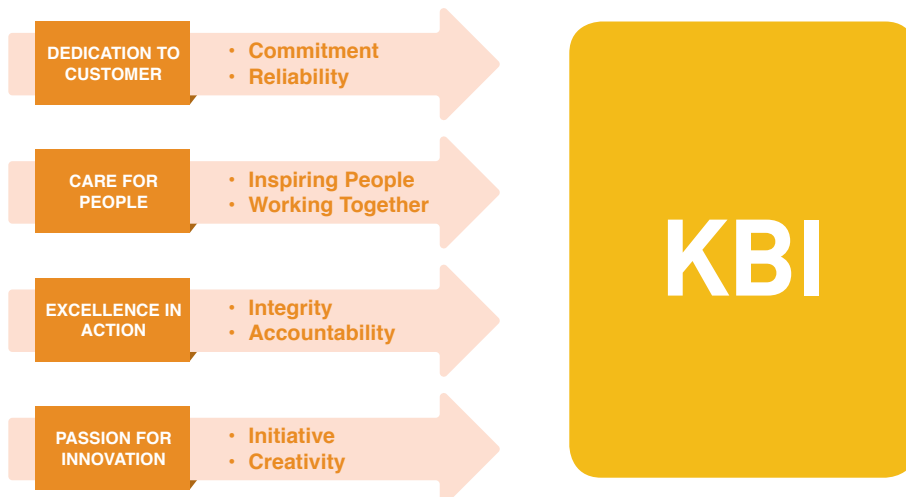 DEDICATION TO
CUSTOMER
• Commitment
• Reliability
CARE FOR
PEOPLE
• Inspiring People
• Working Together
EXCELLENCE IN
ACTION
• Integrity
• Accountability
PASSION FOR
INNOVATION
• Initiative
• Creativity
KBI